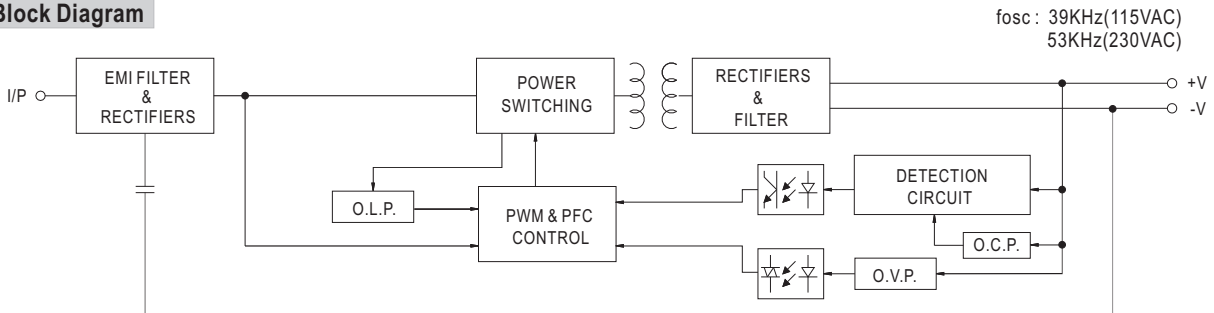 Block Diagram
fosc : 39KHz(115VAC)
53KHz(230VAC)
I/P
EMI FILTER
&
RECTIFIERS
POWER
SWITCHING
RECTIFIERS
&
FILTER
+V
-V
O.L.P.
PWM & PFC
CONTROL
DETECTION
CIRCUIT
O.C.P.
O.V.P.